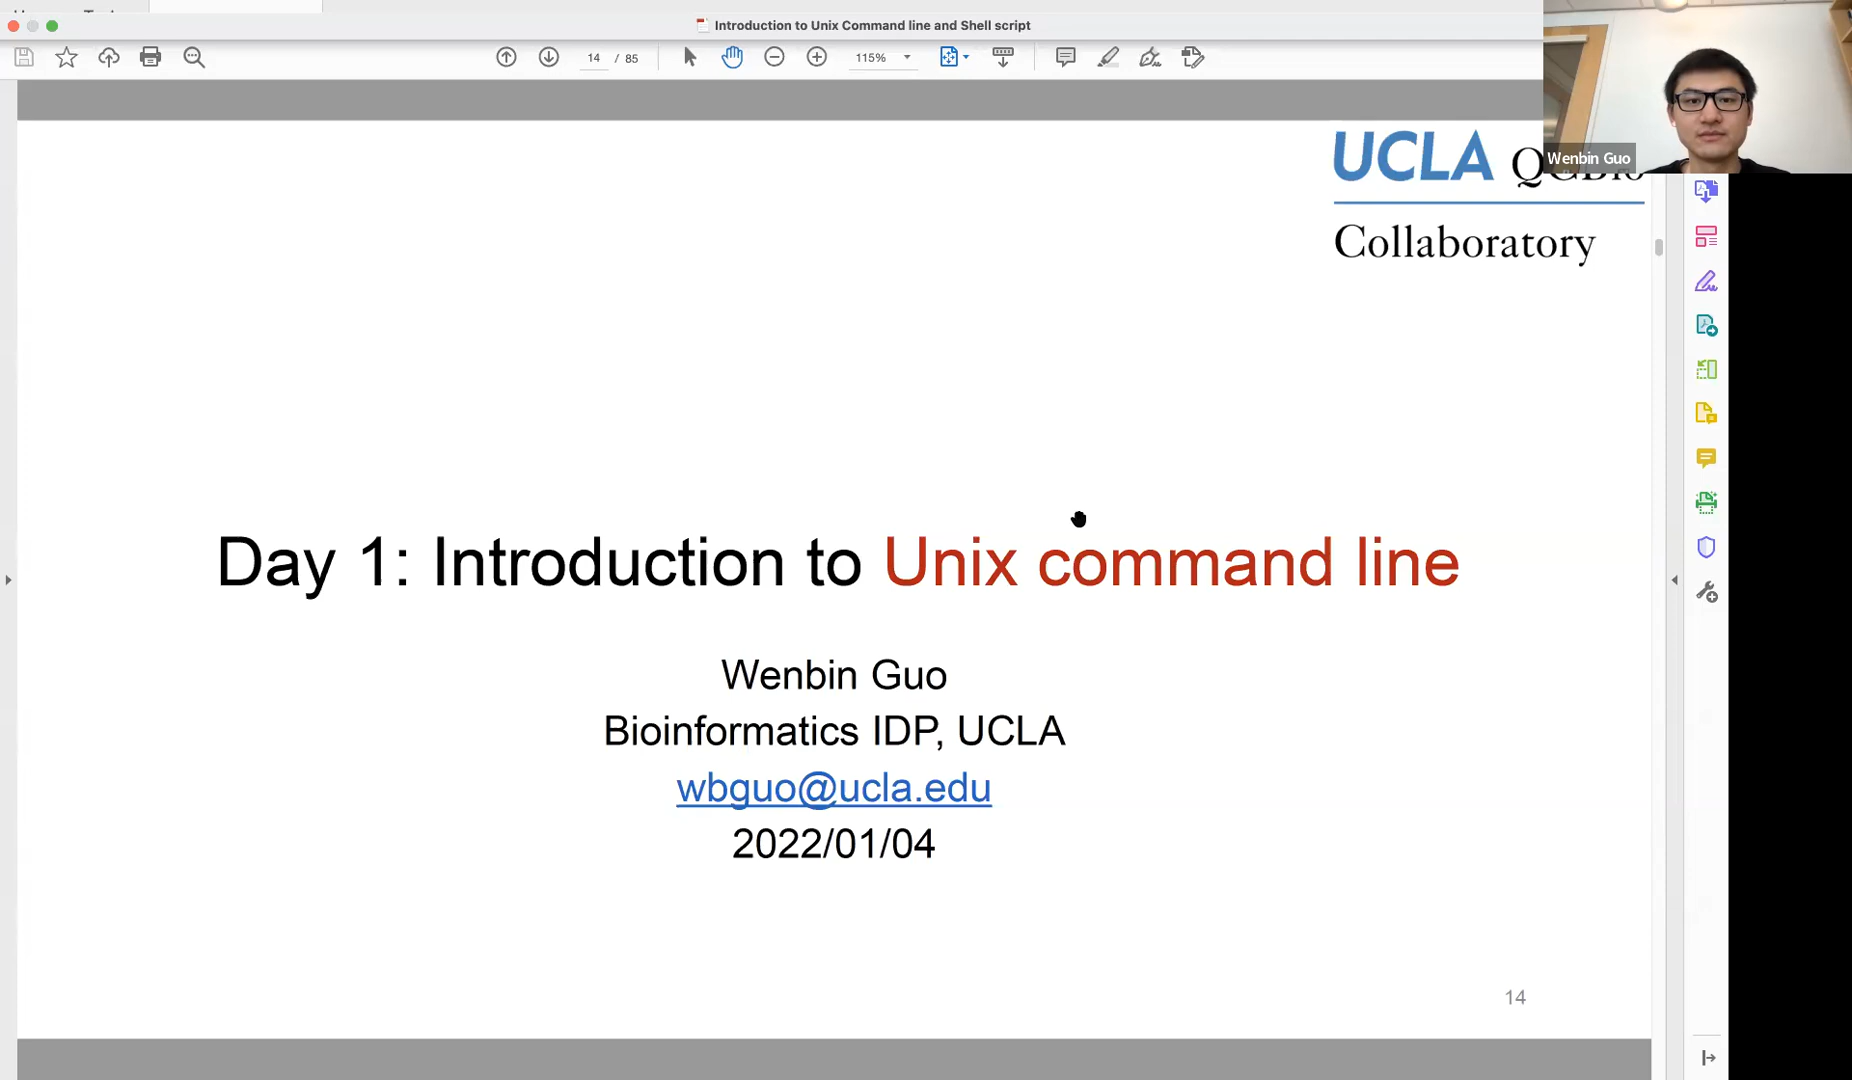 Introduction to Unix Command line and Shell script
14 / 85
115%
Wenbin Guo
UCLA
Collaboratory
Day 1: Introduction to Unix command line
Wenbin Guo
Bioinformatics IDP, UCLA
wbguo@ucla.edu
2022/01/04
14